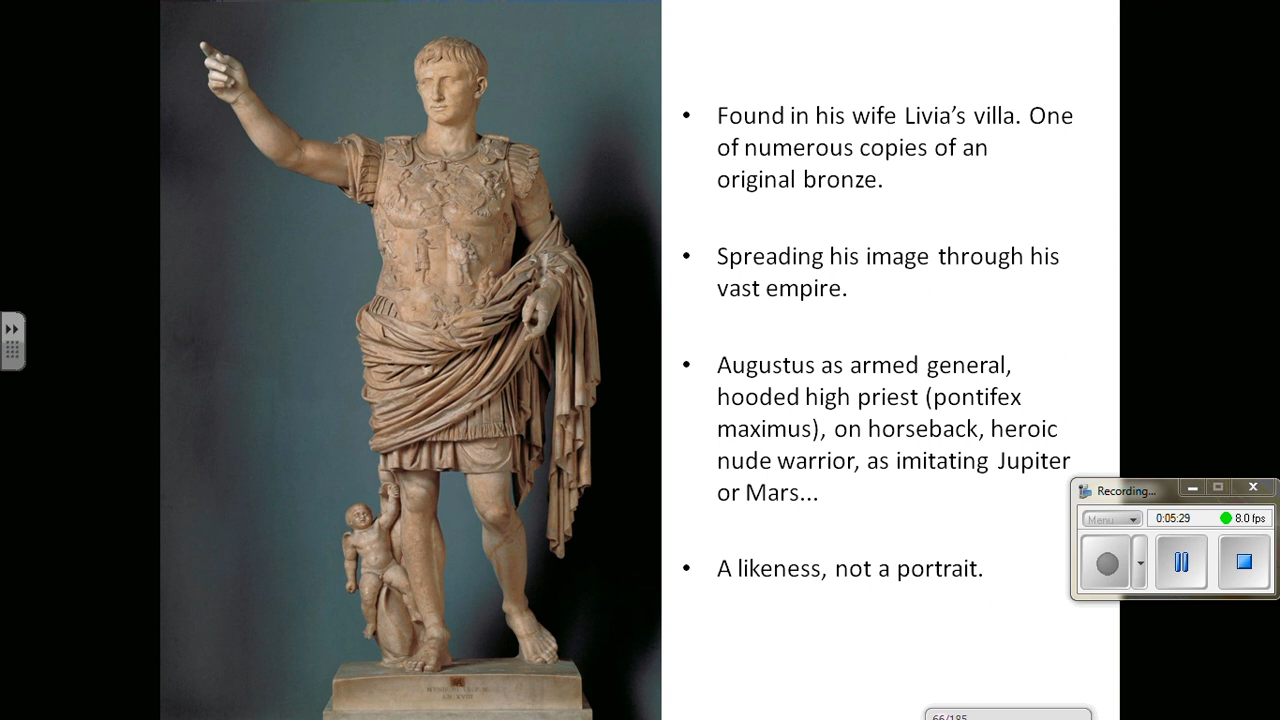 • Found in his wife Livia’s villa. One
of numerous copies of an
original bronze.
• Spreading his image through his
vast empire.
• Augustus as armed general,
hooded high priest (pontifex
maximus), on horseback, heroic
nude warrior, as imitating Jupiter
or Mars...
• A likeness, not a portrait.
Recording...
Menu
0:05:29
8.0 fps
66/185